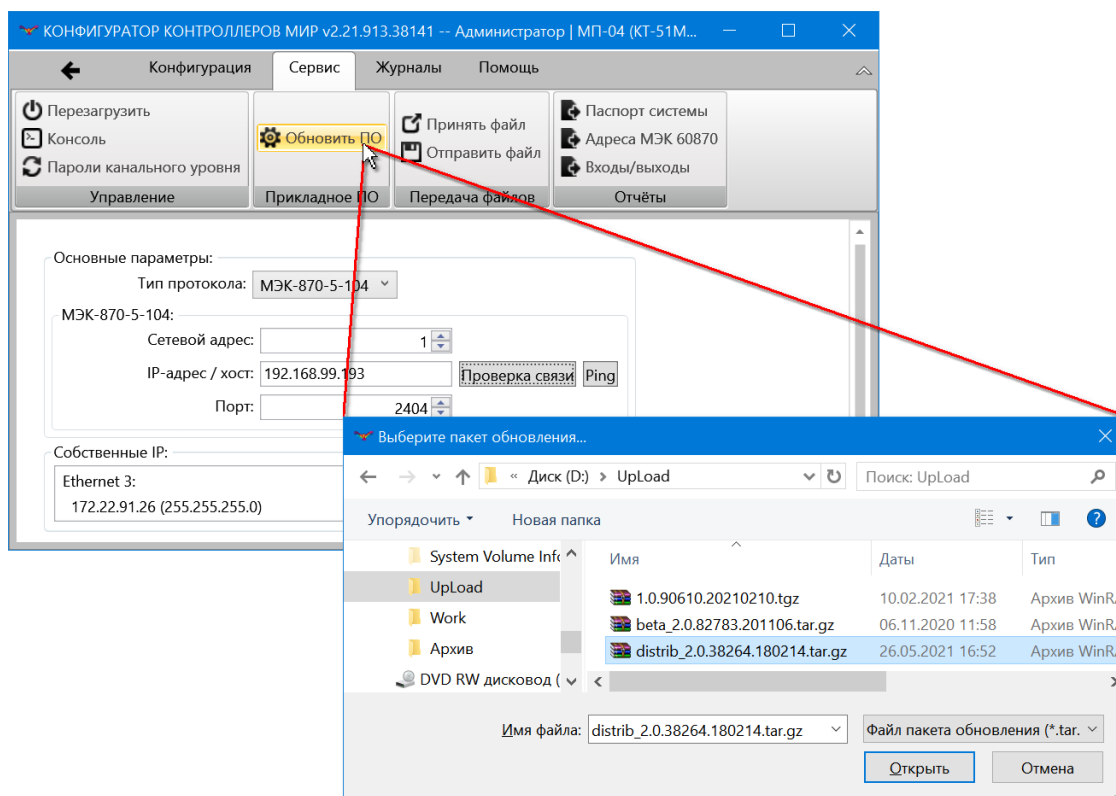 КОНФИГУРАТОР КОНТРОЛЛЕРОВ МИР v2.21.913.38141 -- Администратор | МП-04 (КТ-51М...
Конфигурация Сервис Журналы Помощь
Перезагрузить
Консоль
Пароли канального уровня
Управление
Обновить ПО
Прикладное ПО
Принять файл
Отправить файл
Передача файлов
Паспорт системы
Адреса МЭК 60870
Входы/выходы
Отчёты
Основные параметры:
Тип протокола: МЭК-870-5-104
МЭК-870-5-104:
Сетевой адрес: 1
IP-адрес / хост: 192.168.99.193 Проверка связи Ping
Порт: 2404
Собственные IP:
Ethernet 3:
172.22.91.26 (255.255.255.0)
Выберите пакет обновления...
« Диск (D:) > UpLoad Поиск: UpLoad
Упорядочить Новая папка
System Volume Infc
UpLoad
Work
Архив
DVD RW дисковод (
Имя Даты Тип
1.0.90610.20210210.tgz 10.02.2021 17:38 Архив WinR
beta_2.0.82783.201106.tar.gz 06.11.2020 11:58 Архив WinR
distrib_2.0.38264.180214.tar.gz 26.05.2021 16:52 Архив WinR
Имя файла: distrib_2.0.38264.180214.tar.gz Файл пакета обновления (*.tar.
Открыть Отмена